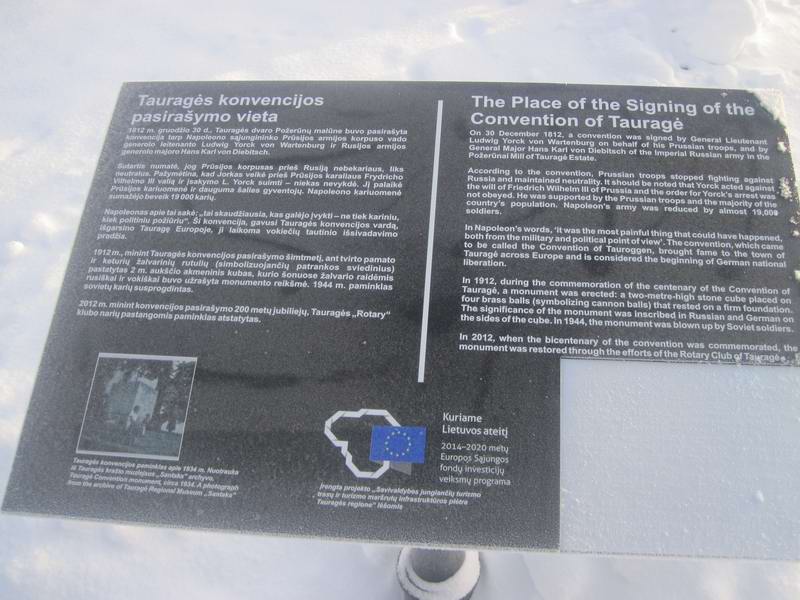 Tauragės konvencijos
pasirašymo vieta
1812 m. gruodžio 30 d., Tauragės dvaro Požerūnų malūne buvo pasirašyta
konvencija tarp Napoleono sąjungininko Prūsijos armijos korpuso vado
generolo leitenanto Ludwig Yorck von Wartenburg ir Rusijos armijos
generolo majoro Hans Karl von Diebitsch.
Sutartis numatė, jog Prūsijos korpusas prieš Rusiją nebekariaus, liks
neutralus. Pažymėtina, kad Jorkas veikė prieš Prūsijos karaliaus Frydricho
Vilhelmo III valią ir įsakymo L. Yorck suimti – niekas nevykdė. Jį palaikė
Prūsijos kariuomenė ir dauguma šalies gyventojų. Napoleono kariuomenė
sumažėjo beveik 19 000 karių.
Napoleonas apie tai sakė: „tai skaudžiausia, kas galėjo įvykti – ne tiek kariniu,
kiek politiniu požiūriu“. Ši konvencija, gavusi Tauragės konvencijos vardą,
išgarsino Tauragę Europoje, ji laikoma vokiečių tautinio išsivadavimo
pradžia.
1912 m., minint Tauragės konvencijos pasirašymo šimtmetį, ant tvirto pamato
ir keturių žalvarinių rutulių (simbolizuojančių patrankos sviedinius)
pastatytas 2 m. aukščio akmeninis kubas, kurio šonuose žalvario raidėmis
rusiškai ir vokiškai buvo užrašyta monumento reikšmė. 1944 m. paminklas
sovietų karių susprogdintas.
2012 m. minint konvencijos pasirašymo 200 metų jubiliejų, Tauragės „Rotary“
klubo narių pastangomis paminklas atstatytas.
Tauragės konvencijos paminklas apie 1934 m. Nuotrauka
iš Tauragės krašto muziejaus „Santaka“ archyvo.
Tauragė Convention monument, circa 1934. A photograph
from the archive of Tauragė Regional Museum „Santaka“
Kuriame
Lietuvos ateitį
2014–2020 metų
Europos Sąjungos
fondų investicijų
veiksmų programa
Įrengta projekto „Savivaldybes jungiančių turizmo
trasų ir turizmo maršrutų infrastruktūros plėtra
Tauragės regione“ lėšomis
The Place of the Signing of the
Convention of Tauragė
On 30 December 1812, a convention was signed by General Lieutenant
Ludwig Yorck von Wartenburg on behalf of his Prussian troops, and by
General Major Hans Karl von Diebitsch of the Imperial Russian army in the
Požerūnai Mill of Tauragė Estate.
According to the convention, Prussian troops stopped fighting against
Russia and maintained neutrality. It should be noted that Yorck acted against
the will of Friedrich Wilhelm III of Prussia and the order for Yorck's arrest was
not obeyed. He was supported by the Prussian troops and the majority of the
country's population. Napoleon's army was reduced by almost 19,000
soldiers.
In Napoleon's words, 'it was the most painful thing that could have happened,
both from the military and political point of view'. The convention, which came
to be called the Convention of Tauroggen, brought fame to the town of
Tauragė across Europe and is considered the beginning of German national
liberation.
In 1912, during the commemoration of the centenary of the Convention of
Tauragė, a monument was erected: a two-metre-high stone cube placed on
four brass balls (symbolizing cannon balls) that rested on a firm foundation.
The significance of the monument was inscribed in Russian and German on
the sides of the cube. In 1944, the monument was blown up by Soviet soldiers.
In 2012, when the bicentenary of the convention was commemorated, the
monument was restored through the efforts of the Rotary Club of Tauragė.